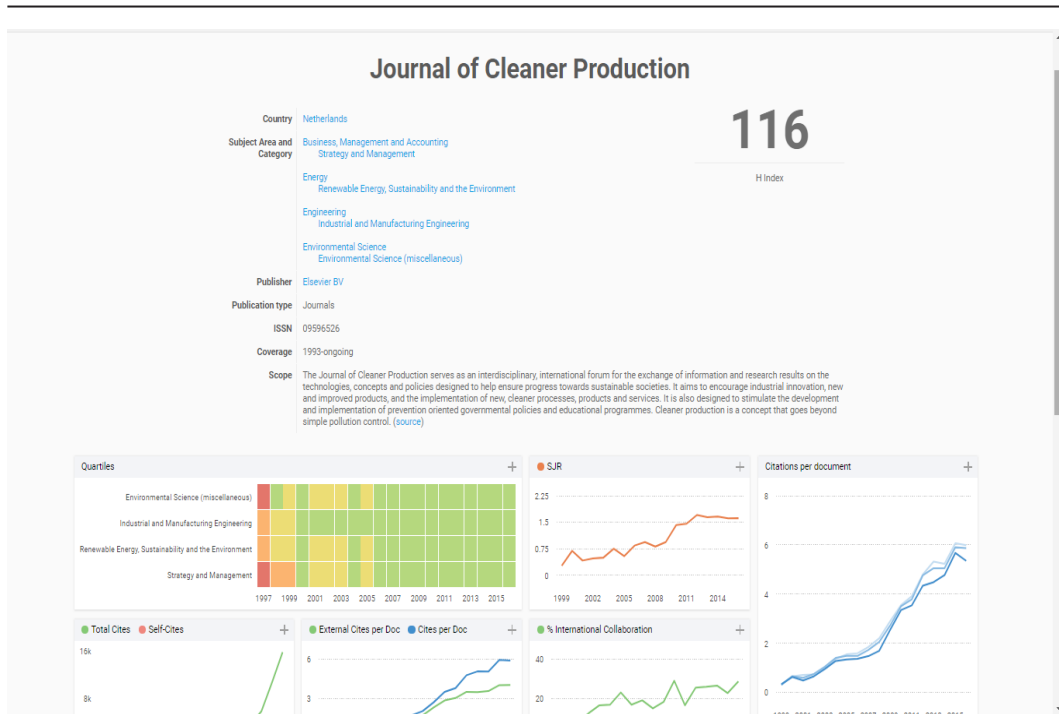 Journal of Cleaner Production
116
H Index
Country Netherlands
Subject Area and Category Business, Management and Accounting
Strategy and Management
Energy
Renewable Energy, Sustainability and the Environment
Engineering
Industrial and Manufacturing Engineering
Environmental Science
Environmental Science (miscellaneous)
Publisher Elsevier BV
Publication type Journals
ISSN 09596526
Coverage 1993-ongoing
Scope The Journal of Cleaner Production serves as an interdisciplinary, international forum for the exchange of information and research results on the
technologies, concepts and policies designed to help ensure progress towards sustainable societies. It aims to encourage industrial innovation, new
and improved products, and the implementation of new, cleaner processes, products and services. It is also designed to stimulate the development
and implementation of prevention oriented governmental policies and educational programmes. Cleaner production is a concept that goes beyond
simple pollution control. (source)
Quartiles +
Environmental Science (miscellaneous)
Industrial and Manufacturing Engineering
Renewable Energy, Sustainability and the Environment
Strategy and Management
1997 1999 2001 2003 2005 2007 2009 2011 2013 2015
SJR +
2.25
1.5
0.75
0
1999 2002 2005 2008 2011 2014
Citations per document +
8
6
4
2
0
Total Cites Self-Cites +
16k
8k
External Cites per Doc Cites per Doc +
6
3
% International Collaboration +
40
20